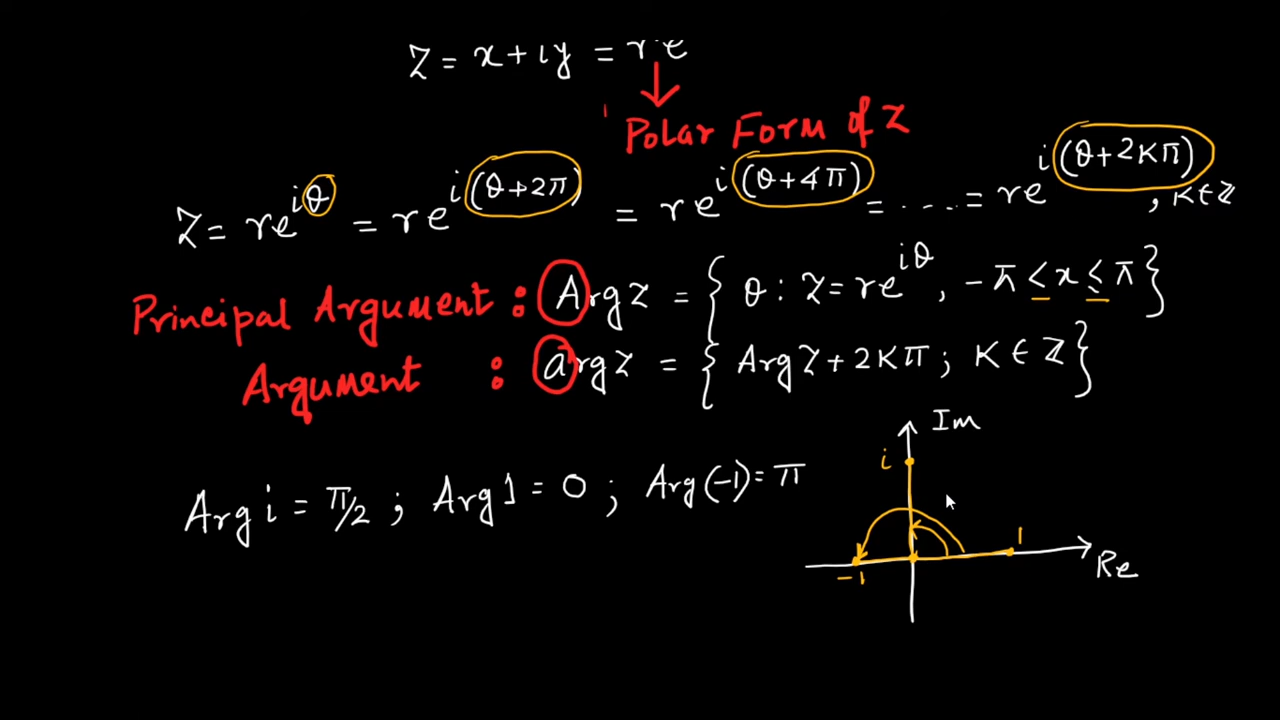 Z = x + iy = re
Polar Form of Z
Z = re^{iθ} = re^{i(θ+2π)} = re^{i(θ+4π)} = ..... = re^{i(θ+2Kπ)}, K∈ℤ
Principal Argument : Arg z = { θ : Z = re^{iθ}, -π ≤ x ≤ π }
Argument : arg z = { Arg Z + 2Kπ ; K ∈ ℤ }
Im
i
Arg i = π/2 ; Arg 1 = 0 ; Arg (-1) = π
1
-1
Re